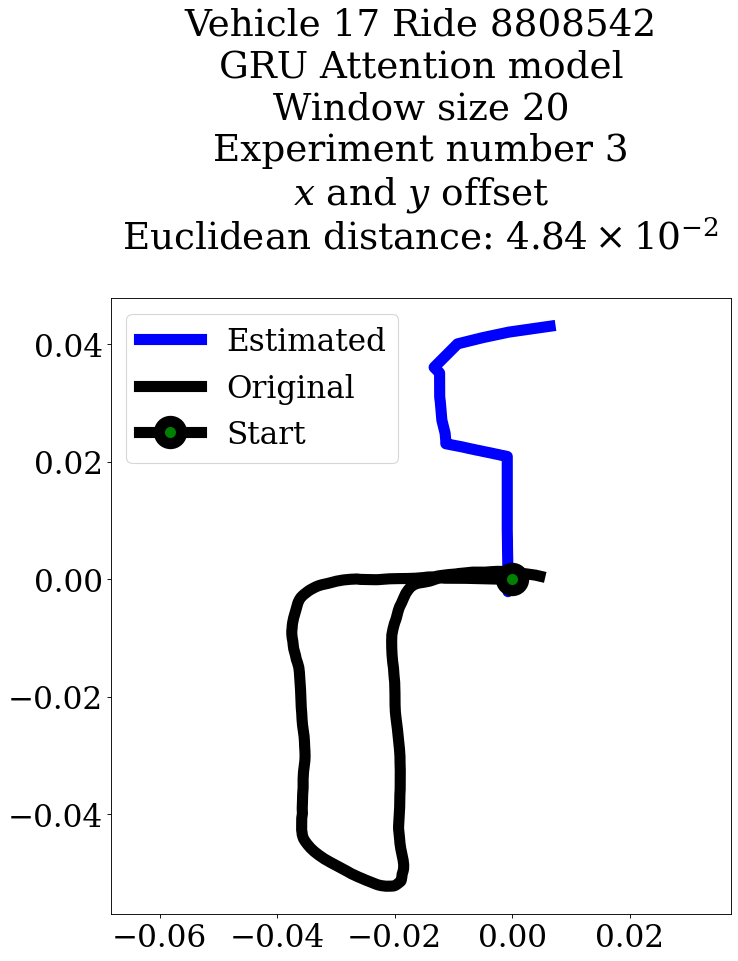 Vehicle 17 Ride 8808542
GRU Attention model
Window size 20
Experiment number 3
x and y offset
Euclidean distance: 4.84 × 10⁻²
Estimated
Original
Start
0.04
0.02
0.00
−0.02
−0.04
−0.06 −0.04 −0.02 0.00 0.02